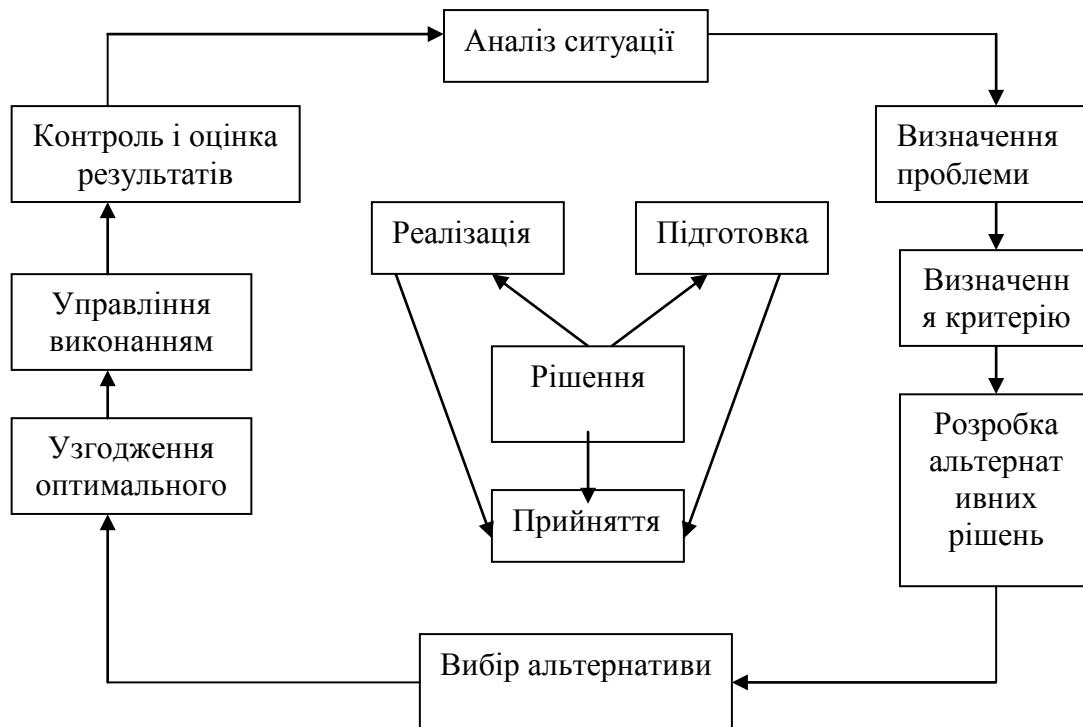 Аналіз ситуації
Контроль і оцінка
результатів
Визначення
проблеми
Реалізація
Підготовка
Управління
виконанням
Визначенн
я критерію
Рішення
Узгодження
оптимального
Розробка
альтернат
ивних
рішень
Прийняття
Вибір альтернативи